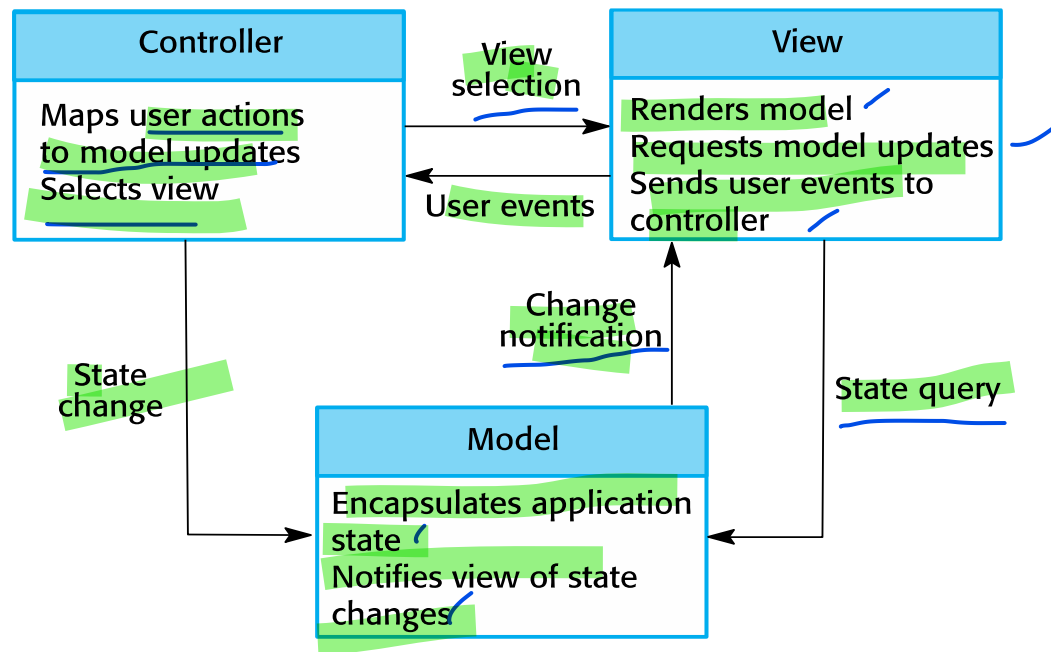 Controller
Maps user actions
to model updates
Selects view
View
selection
User events
View
Renders model
Requests model updates
Sends user events to
controller
State
change
Change
notification
State query
Model
Encapsulates application
state
Notifies view of state
changes